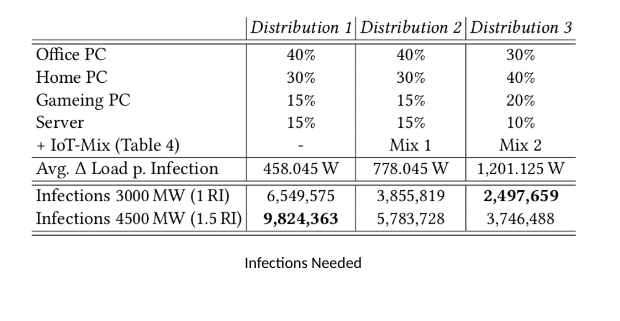 Distribution 1 Distribution 2 Distribution 3
Office PC 40% 40% 30%
Home PC 30% 30% 40%
Gameing PC 15% 15% 20%
Server 15% 15% 10%
+ IoT-Mix (Table 4) - Mix 1 Mix 2
Avg. Δ Load p. Infection 458.045 W 778.045 W 1,201.125 W
Infections 3000 MW (1 RI) 6,549,575 3,855,819 2,497,659
Infections 4500 MW (1.5 RI) 9,824,363 5,783,728 3,746,488
Infections Needed